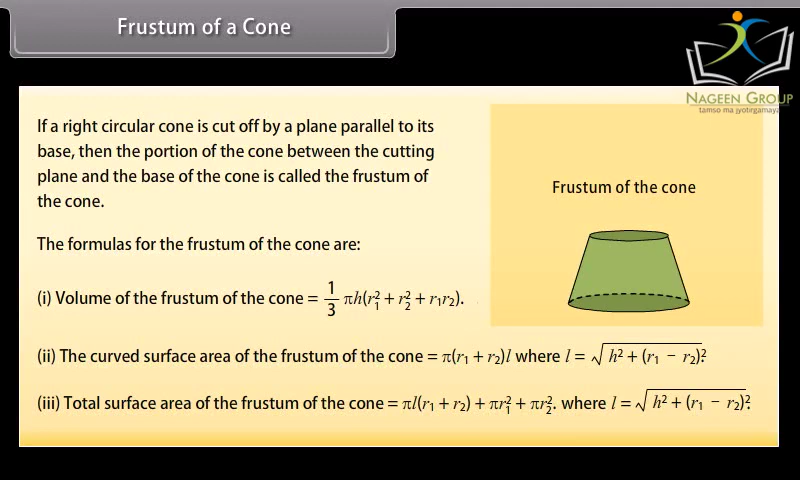 Frustum of a Cone
NAGEEN GROUP
tamso ma jyotirgamaya
If a right circular cone is cut off by a plane parallel to its
base, then the portion of the cone between the cutting
plane and the base of the cone is called the frustum of
the cone.
Frustum of the cone
The formulas for the frustum of the cone are:
(i) Volume of the frustum of the cone = 1/3 πh(r₁² + r₂² + r₁r₂).
(ii) The curved surface area of the frustum of the cone = π(r₁ + r₂)l where l = √h² + (r₁ − r₂)².
(iii) Total surface area of the frustum of the cone = πl(r₁ + r₂) + πr₁² + πr₂². where l = √h² + (r₁ − r₂)².